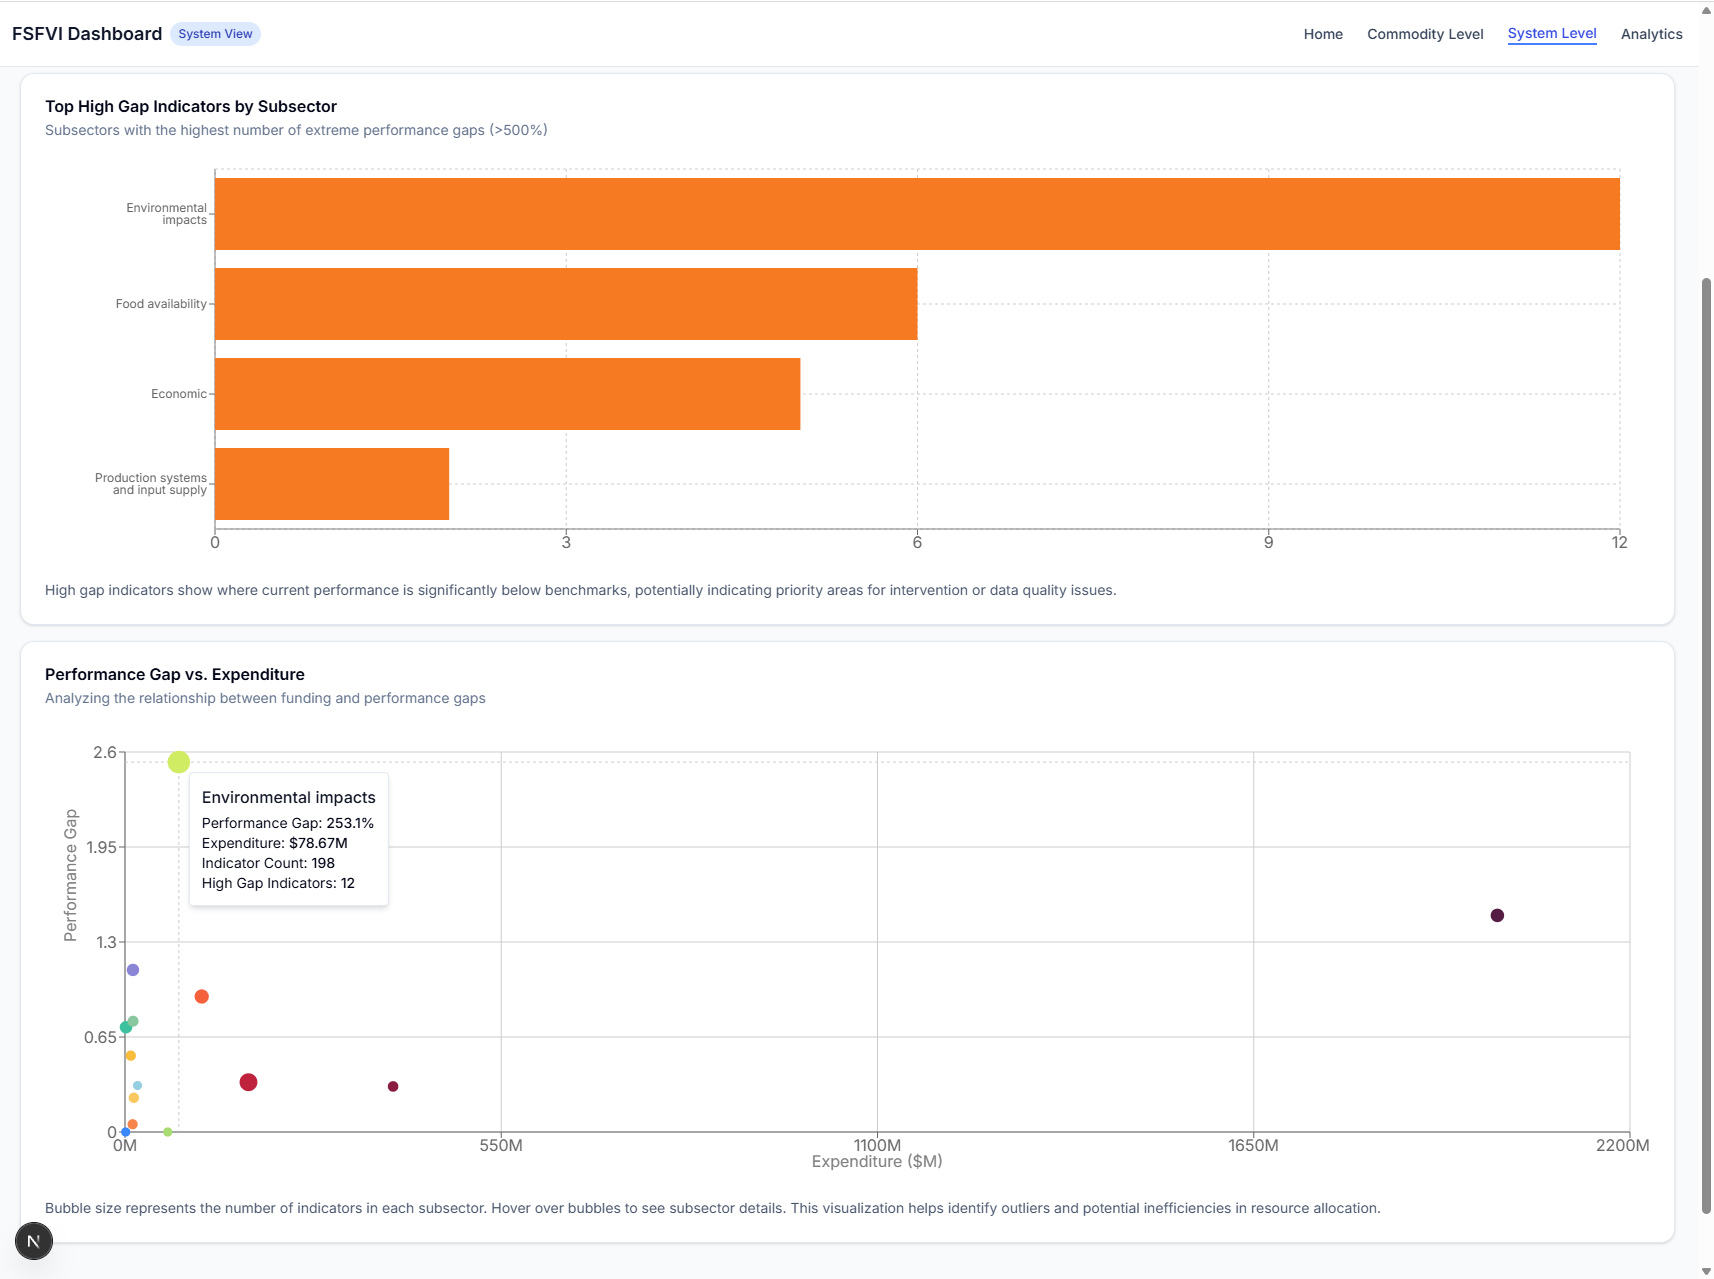 FSFVI Dashboard
System View
Home
Commodity Level
System Level
Analytics
Top High Gap Indicators by Subsector
Subsectors with the highest number of extreme performance gaps (>500%)
Environmental
impacts
Food availability
Economic
Production systems
and input supply
0
3
6
9
12
High gap indicators show where current performance is significantly below benchmarks, potentially indicating priority areas for intervention or data quality issues.
Performance Gap vs. Expenditure
Analyzing the relationship between funding and performance gaps
Performance Gap
2.6
1.95
1.3
0.65
0
Environmental impacts
Performance Gap: 253.1%
Expenditure: $78.67M
Indicator Count: 198
High Gap Indicators: 12
0M
550M
1100M
1650M
2200M
Expenditure ($M)
Bubble size represents the number of indicators in each subsector. Hover over bubbles to see subsector details. This visualization helps identify outliers and potential inefficiencies in resource allocation.
N